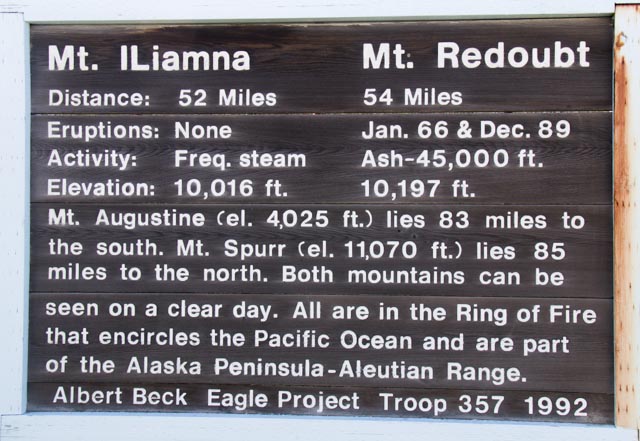 Mt. ILiamna Mt. Redoubt
Distance: 52 Miles 54 Miles
Eruptions: None Jan. 66 & Dec. 89
Activity: Freq. steam Ash-45,000 ft.
Elevation: 10,016 ft. 10,197 ft.
Mt. Augustine (el. 4,025 ft.) lies 83 miles to
the south. Mt. Spurr (el. 11,070 ft.) lies 85
miles to the north. Both mountains can be
seen on a clear day. All are in the Ring of Fire
that encircles the Pacific Ocean and are part
of the Alaska Peninsula-Aleutian Range.
Albert Beck Eagle Project Troop 357 1992